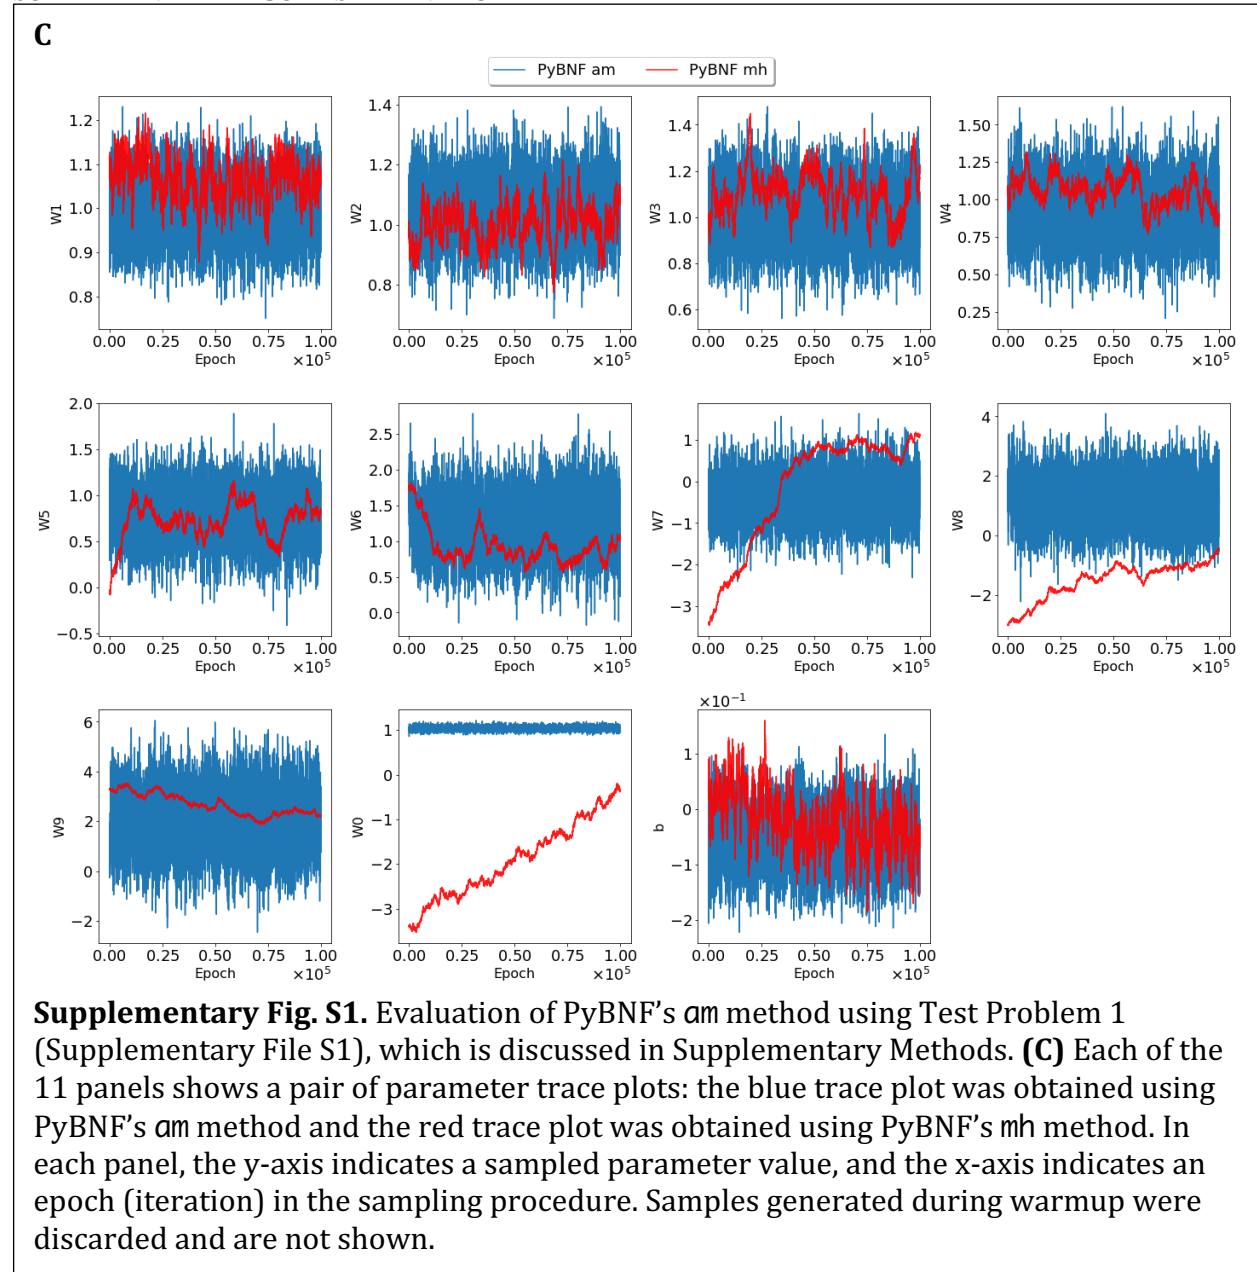 C
PyBNF am PyBNF mh
W1
1.2
1.1
1.0
0.9
0.8
0.00 0.25 0.50 0.75 1.00
Epoch
×10⁵
W2
1.4
1.2
1.0
0.8
0.00 0.25 0.50 0.75 1.00
Epoch
×10⁵
W3
1.4
1.2
1.0
0.8
0.6
0.00 0.25 0.50 0.75 1.00
Epoch
×10⁵
W4
1.50
1.25
1.00
0.75
0.50
0.25
0.00 0.25 0.50 0.75 1.00
Epoch
×10⁵
W5
2.0
1.5
1.0
0.5
0.0
−0.5
0.00 0.25 0.50 0.75 1.00
Epoch
×10⁵
W6
2.5
2.0
1.5
1.0
0.5
0.0
0.00 0.25 0.50 0.75 1.00
Epoch
×10⁵
W7
1
0
−1
−2
−3
0.00 0.25 0.50 0.75 1.00
Epoch
×10⁵
W8
4
2
0
−2
0.00 0.25 0.50 0.75 1.00
Epoch
×10⁵
W9
6
4
2
0
−2
0.00 0.25 0.50 0.75 1.00
Epoch
×10⁵
W0
1
0
−1
−2
−3
0.00 0.25 0.50 0.75 1.00
Epoch
×10⁵
×10⁻¹
b
1
0
−1
−2
0.00 0.25 0.50 0.75 1.00
Epoch
×10⁵
Supplementary Fig. S1. Evaluation of PyBNF’s am method using Test Problem 1
(Supplementary File S1), which is discussed in Supplementary Methods. (C) Each of the
11 panels shows a pair of parameter trace plots: the blue trace plot was obtained using
PyBNF’s am method and the red trace plot was obtained using PyBNF’s mh method. In
each panel, the y-axis indicates a sampled parameter value, and the x-axis indicates an
epoch (iteration) in the sampling procedure. Samples generated during warmup were
discarded and are not shown.